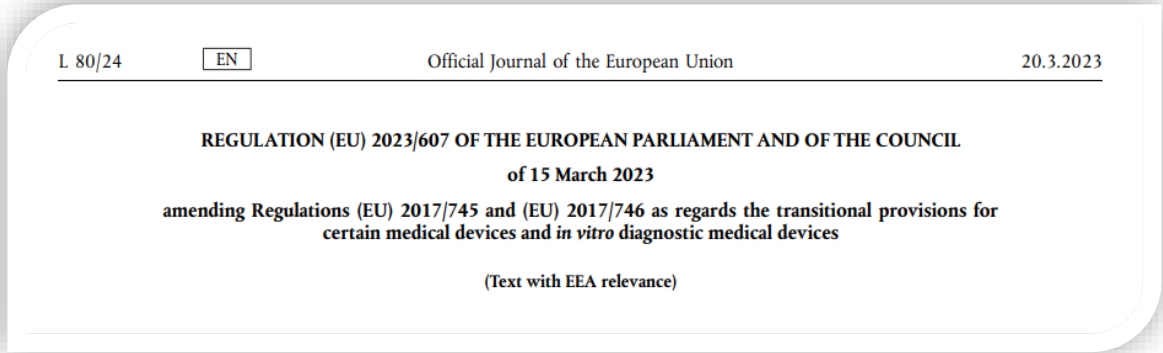 L 80/24 EN Official Journal of the European Union 20.3.2023
REGULATION (EU) 2023/607 OF THE EUROPEAN PARLIAMENT AND OF THE COUNCIL
of 15 March 2023
amending Regulations (EU) 2017/745 and (EU) 2017/746 as regards the transitional provisions for
certain medical devices and in vitro diagnostic medical devices
(Text with EEA relevance)